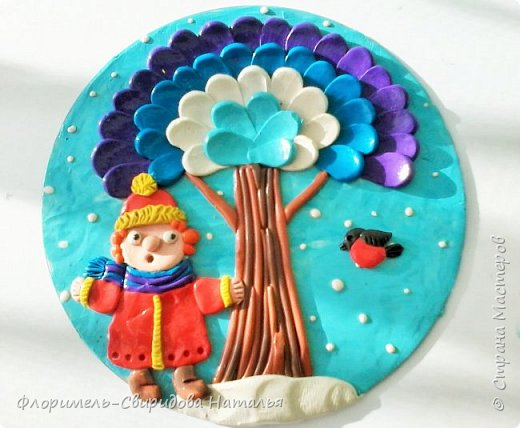 © Страна Мастеров
Флоримель-Свиридова Наталья